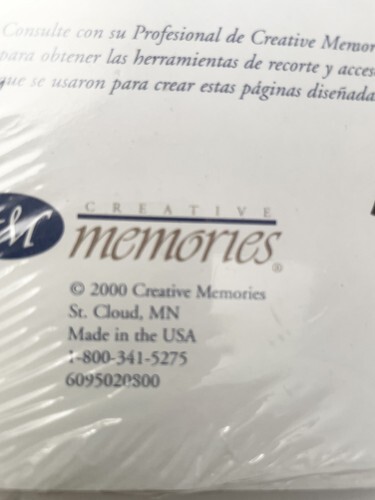 Consulte con su Profesional de Creative Memor
para obtener las herramientas de recorte y acces
que se usaron para crear estas páginas diseñada
CREATIVE
memories®
© 2000 Creative Memories
St. Cloud, MN
Made in the USA
1-800-341-5275
6095020800